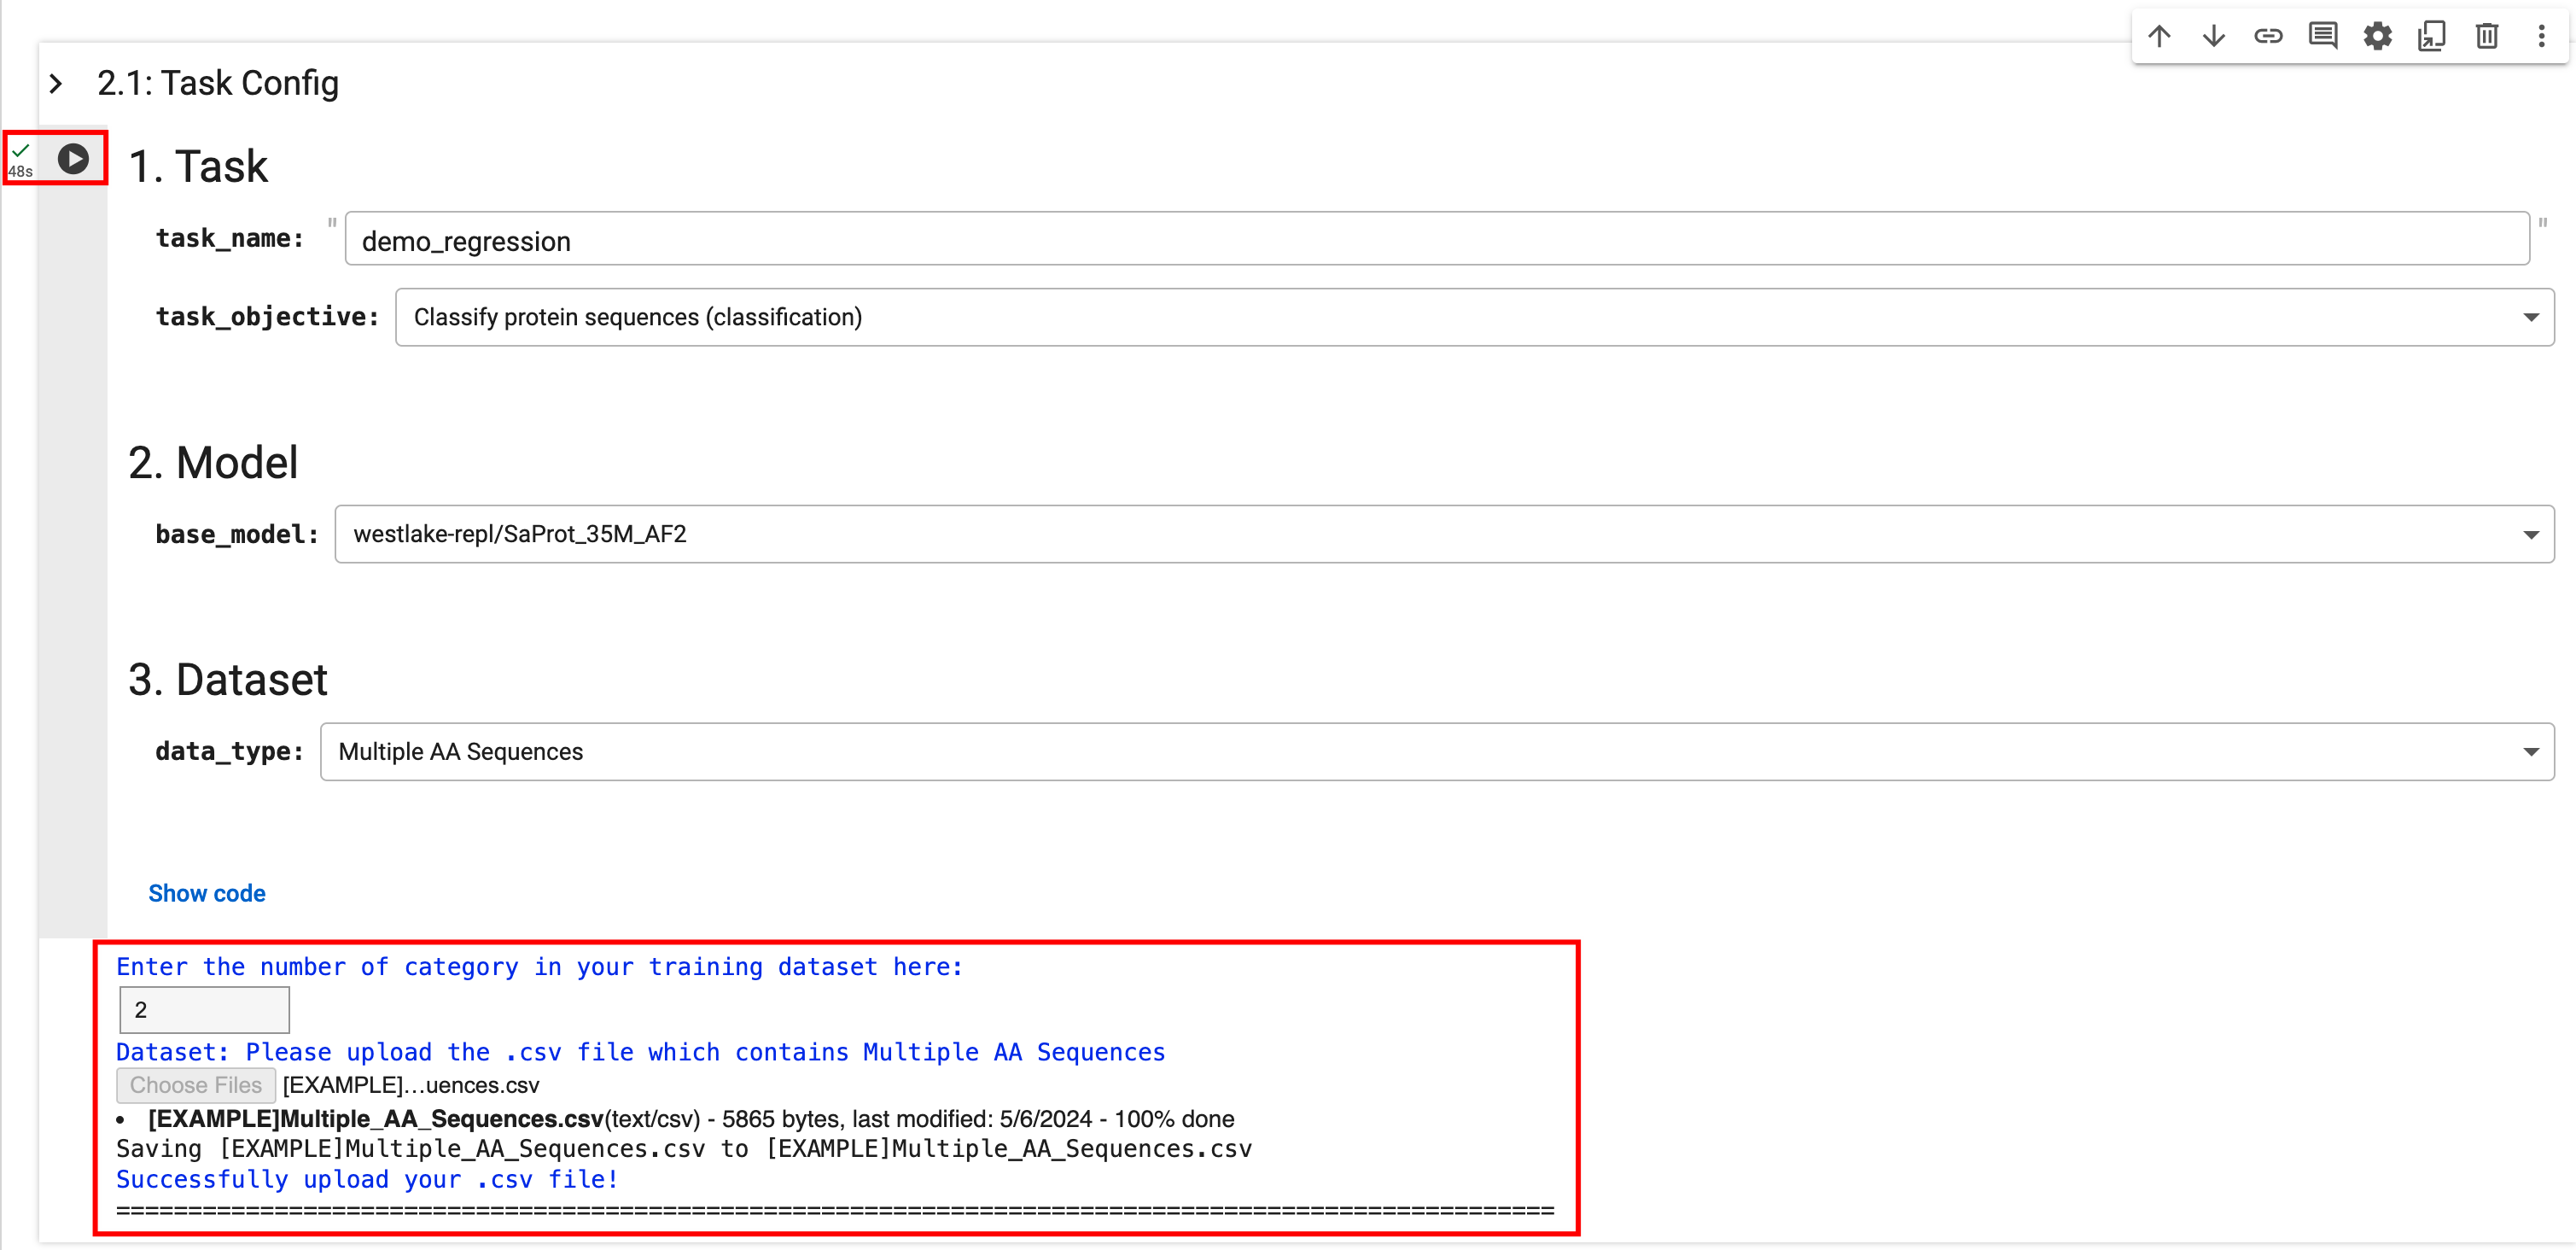 2.1: Task Config
48s
1. Task
task_name: " demo_regression "
task_objective: Classify protein sequences (classification)
2. Model
base_model: westlake-repl/SaProt_35M_AF2
3. Dataset
data_type: Multiple AA Sequences
Show code
Enter the number of category in your training dataset here:
2
Dataset: Please upload the .csv file which contains Multiple AA Sequences
Choose Files [EXAMPLE]...uences.csv
• [EXAMPLE]Multiple_AA_Sequences.csv(text/csv) - 5865 bytes, last modified: 5/6/2024 - 100% done
Saving [EXAMPLE]Multiple_AA_Sequences.csv to [EXAMPLE]Multiple_AA_Sequences.csv
Successfully upload your .csv file!
====================================================================================================